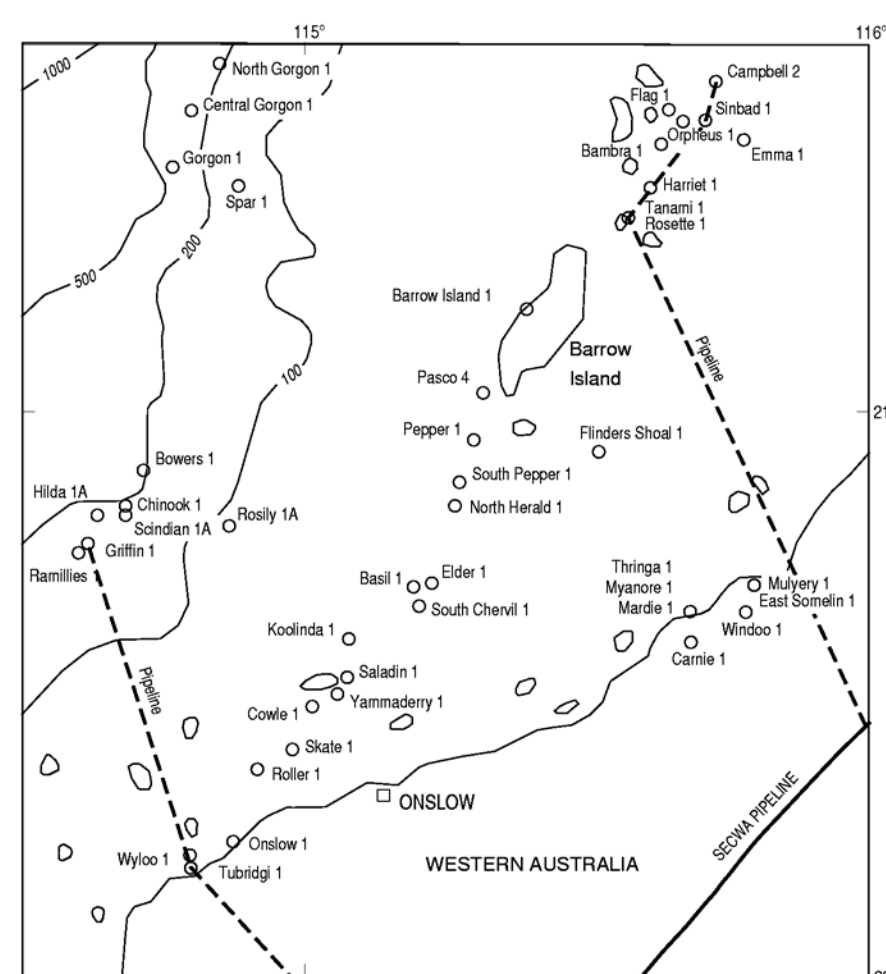 115°
116°
1000
North Gorgon 1
Campbell 2
Flag 1
Central Gorgon 1
Sinbad 1
Orpheus 1
Bambra 1
Emma 1
Gorgon 1
Harriet 1
Spar 1
Tanami 1
Rosette 1
200
500
Barrow Island 1
Pipeline
Barrow
Island
100
Pasco 4
21
Pepper 1
Flinders Shoal 1
Bowers 1
South Pepper 1
Hilda 1A
Chinook 1
North Herald 1
Rosily 1A
Scindian 1A
Griffin 1
Ramillies
Thringa 1
Basil 1
Elder 1
Myanore 1
Mulyery 1
South Chervil 1
Mardie 1
East Somelin 1
Koolinda 1
Windoo 1
Carnie 1
Saladin 1
Pipeline
Yammaderry 1
Cowle 1
Skate 1
Roller 1
ONSLOW
SECWA PIPELINE
Onslow 1
Wyloo 1
Tubridgi 1
WESTERN AUSTRALIA